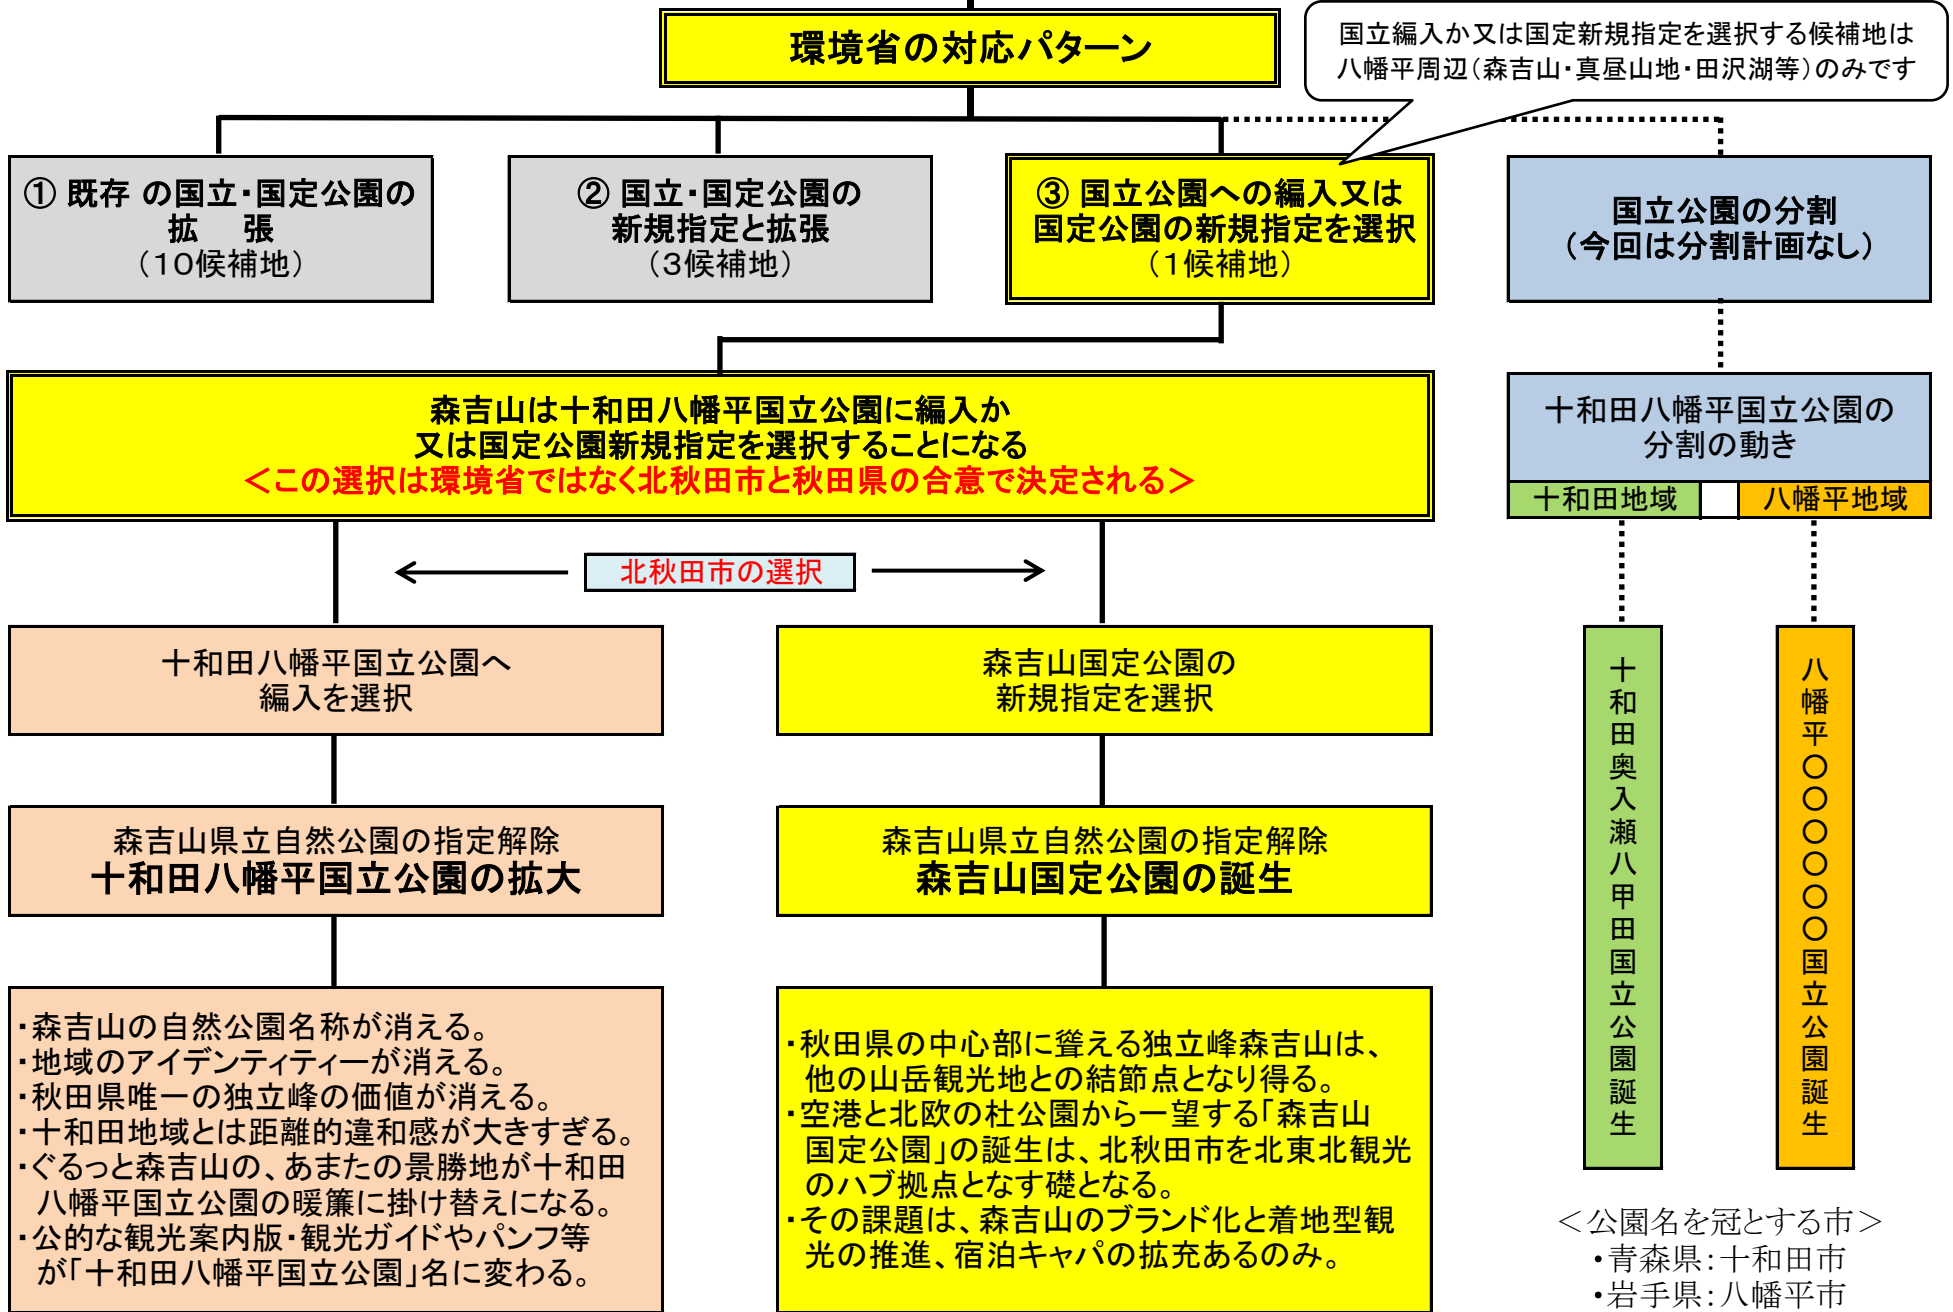 環境省の対応パターン
国立編入か又は国定新規指定を選択する候補地は
八幡平周辺(森吉山・真昼山地・田沢湖等)のみです
① 既存 の国立・国定公園の
拡　張
(10候補地)
② 国立・国定公園の
新規指定と拡張
(3候補地)
③ 国立公園への編入又は
国定公園の新規指定を選択
(1候補地)
国立公園の分割
(今回は分割計画なし)
森吉山は十和田八幡平国立公園に編入か
又は国定公園新規指定を選択することになる
<この選択は環境省ではなく北秋田市と秋田県の合意で決定される>
十和田八幡平国立公園の
分割の動き
十和田地域
八幡平地域
北秋田市の選択
十和田八幡平国立公園へ
編入を選択
森吉山国定公園の
新規指定を選択
森吉山県立自然公園の指定解除
十和田八幡平国立公園の拡大
森吉山県立自然公園の指定解除
森吉山国定公園の誕生
・森吉山の自然公園名称が消える。
・地域のアイデンティティーが消える。
・秋田県唯一の独立峰の価値が消える。
・十和田地域とは距離的違和感が大きすぎる。
・ぐるっと森吉山の、あまたの景勝地が十和田
八幡平国立公園の暖簾に掛け替えになる。
・公的な観光案内版・観光ガイドやパンフ等
が「十和田八幡平国立公園」名に変わる。
・秋田県の中心部に聳える独立峰森吉山は、
他の山岳観光地との結節点となり得る。
・空港と北欧の杜公園から一望する「森吉山
国定公園」の誕生は、北秋田市を北東北観光
のハブ拠点となす礎となる。
・その課題は、森吉山のブランド化と着地型観
光の推進、宿泊キャパの拡充あるのみ。
十和田奥入瀬八甲田国立公園誕生
八幡平〇〇〇〇〇〇国立公園誕生
<公園名を冠とする市>
・青森県:十和田市
・岩手県:八幡平市